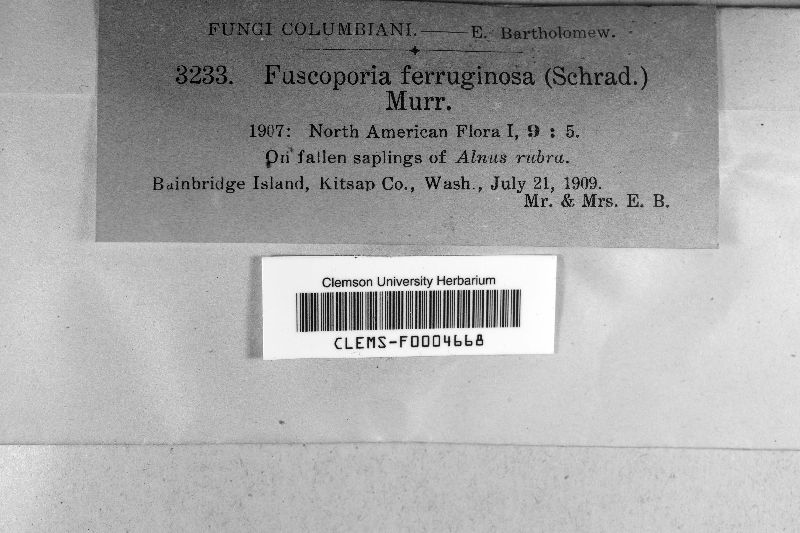 FUNGI COLUMBIANI.—E. Bartholomew.
3233. Fuscoporia ferruginosa (Schrad.)
Murr.
1907: North American Flora I, 9 : 5.
On fallen saplings of Alnus rubra.
Bainbridge Island, Kitsap Co., Wash., July 21, 1909.
Mr. & Mrs. E. B.
Clemson University Herbarium
CLEMS-F0004668